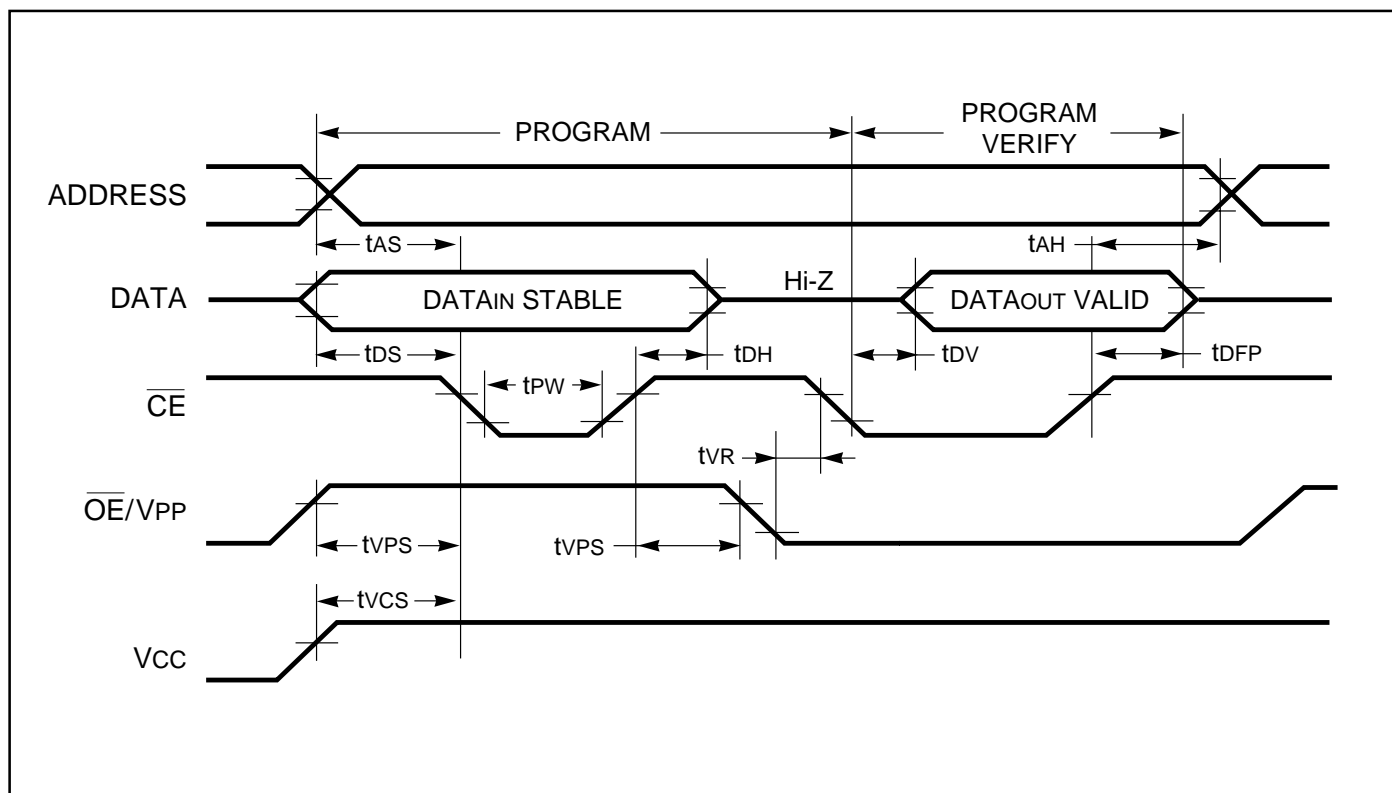 PROGRAM
PROGRAM
VERIFY
ADDRESS
tAS
tAH
DATA
DATAIN STABLE
Hi-Z
DATAOUT VALID
tDS
tDH
tDV
tDFP
CE
tPW
tVR
OE/VPP
tVPS
tVPS
tVCS
VCC